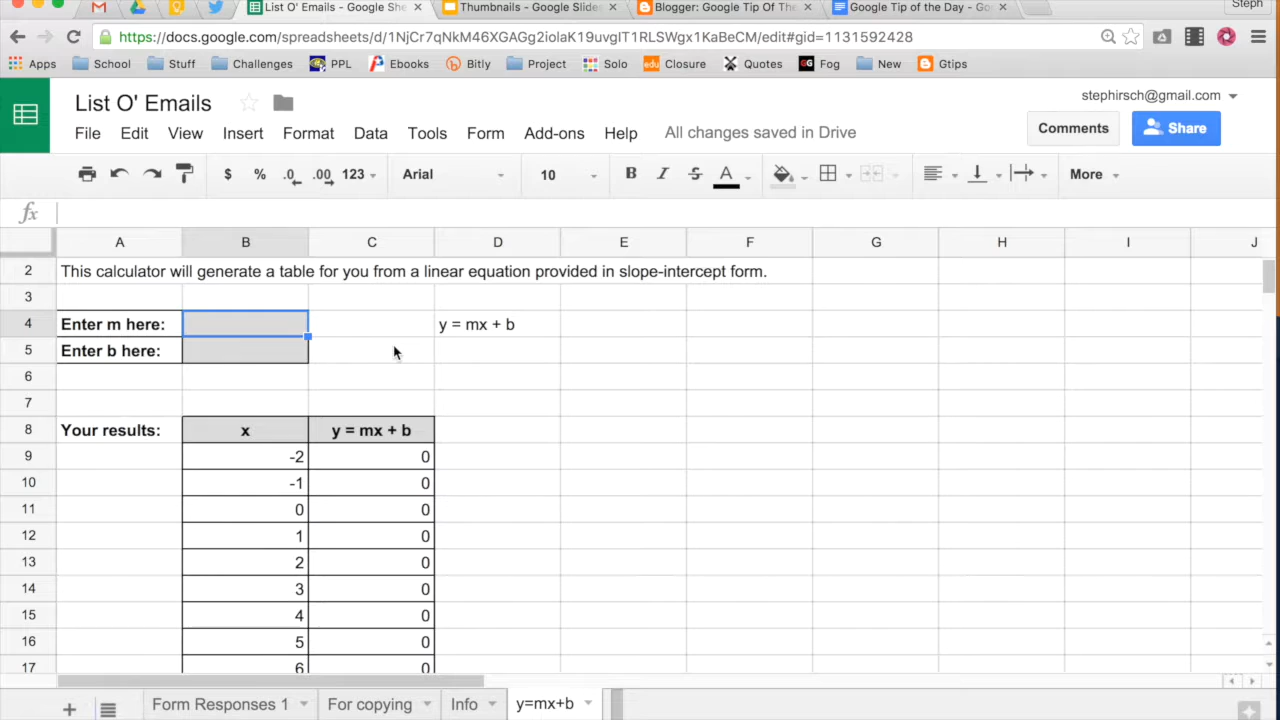 Steph
List O' Emails - Google She
Thumbnails - Google Slides
Blogger: Google Tip Of The
Google Tip of the Day - Go
https://docs.google.com/spreadsheets/d/1NjCr7qNkM46XGAGg2iolaK19uvgIT1RLSWgx1KaBeCM/edit#gid=1131592428
Apps School Stuff Challenges PPL Ebooks Bitly Project Solo edu Closure Quotes GG Fog New Gtips
List O' Emails
stephirsch@gmail.com
File Edit View Insert Format Data Tools Form Add-ons Help All changes saved in Drive
Comments Share
$ % .0 .00 123 Arial 10 B I S A More
fx
A B C D E F G H I J
2 This calculator will generate a table for you from a linear equation provided in slope-intercept form.
3
4 Enter m here: y = mx + b
5 Enter b here:
6
7
8 Your results: x y = mx + b
9 -2 0
10 -1 0
11 0 0
12 1 0
13 2 0
14 3 0
15 4 0
16 5 0
17 6 0
Form Responses 1 For copying Info y=mx+b